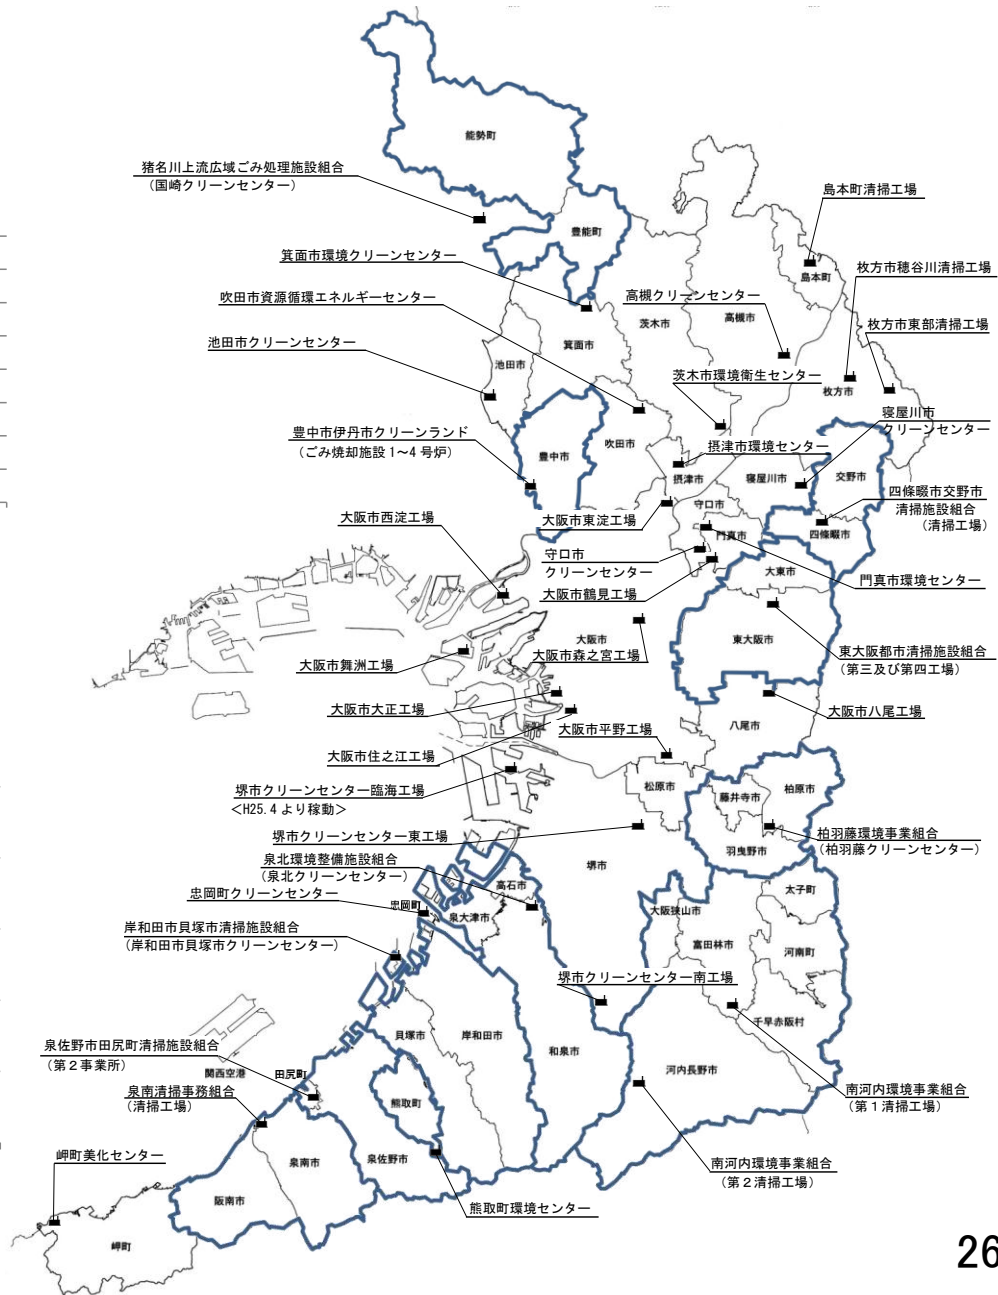 能勢町
猪名川上流広域ごみ処理施設組合
（国崎クリーンセンター）
島本町清掃工場
豊能町
箕面市環境クリーンセンター
島本町
枚方市穂谷川清掃工場
吹田市資源循環エネルギーセンター
高槻クリーンセンター
茨木市
高槻市
枚方市東部清掃工場
池田市クリーンセンター
箕面市
池田市
茨木市環境衛生センター
枚方市
寝屋川市
クリーンセンター
豊中市伊丹市クリーンランド
（ごみ焼却施設1～4号炉）
豊中市
吹田市
摂津市環境センター
摂津市
寝屋川市
交野市
四條畷市交野市
清掃施設組合
（清掃工場）
守口市
大阪市西淀工場
大阪市東淀工場
門真市
四條畷市
守口市
クリーンセンター
大東市
門真市環境センター
大阪市鶴見工場
大阪市
東大阪市
大阪市森之宮工場
東大阪都市清掃施設組合
（第三及び第四工場）
大阪市舞洲工場
大阪市大正工場
大阪市八尾工場
八尾市
大阪市平野工場
大阪市住之江工場
堺市クリーンセンター臨海工場
＜H25.4より稼動＞
松原市
藤井寺市
柏原市
堺市クリーンセンター東工場
柏羽藤環境事業組合
（柏羽藤クリーンセンター）
羽曳野市
泉北環境整備施設組合
（泉北クリーンセンター）
堺市
高石市
太子町
忠岡町クリーンセンター
忠岡町
泉大津市
大阪狭山市
岸和田市貝塚市清掃施設組合
（岸和田市貝塚市クリーンセンター）
富田林市
河南町
堺市クリーンセンター南工場
千早赤阪村
貝塚市
岸和田市
和泉市
泉佐野市田尻町清掃施設組合
（第２事業所）
関西空港
田尻町
河内長野市
泉南清掃事務組合
（清掃工場）
熊取町
南河内環境事業組合
（第１清掃工場）
岬町美化センター
泉南市
泉佐野市
南河内環境事業組合
（第２清掃工場）
阪南市
熊取町環境センター
岬町
26